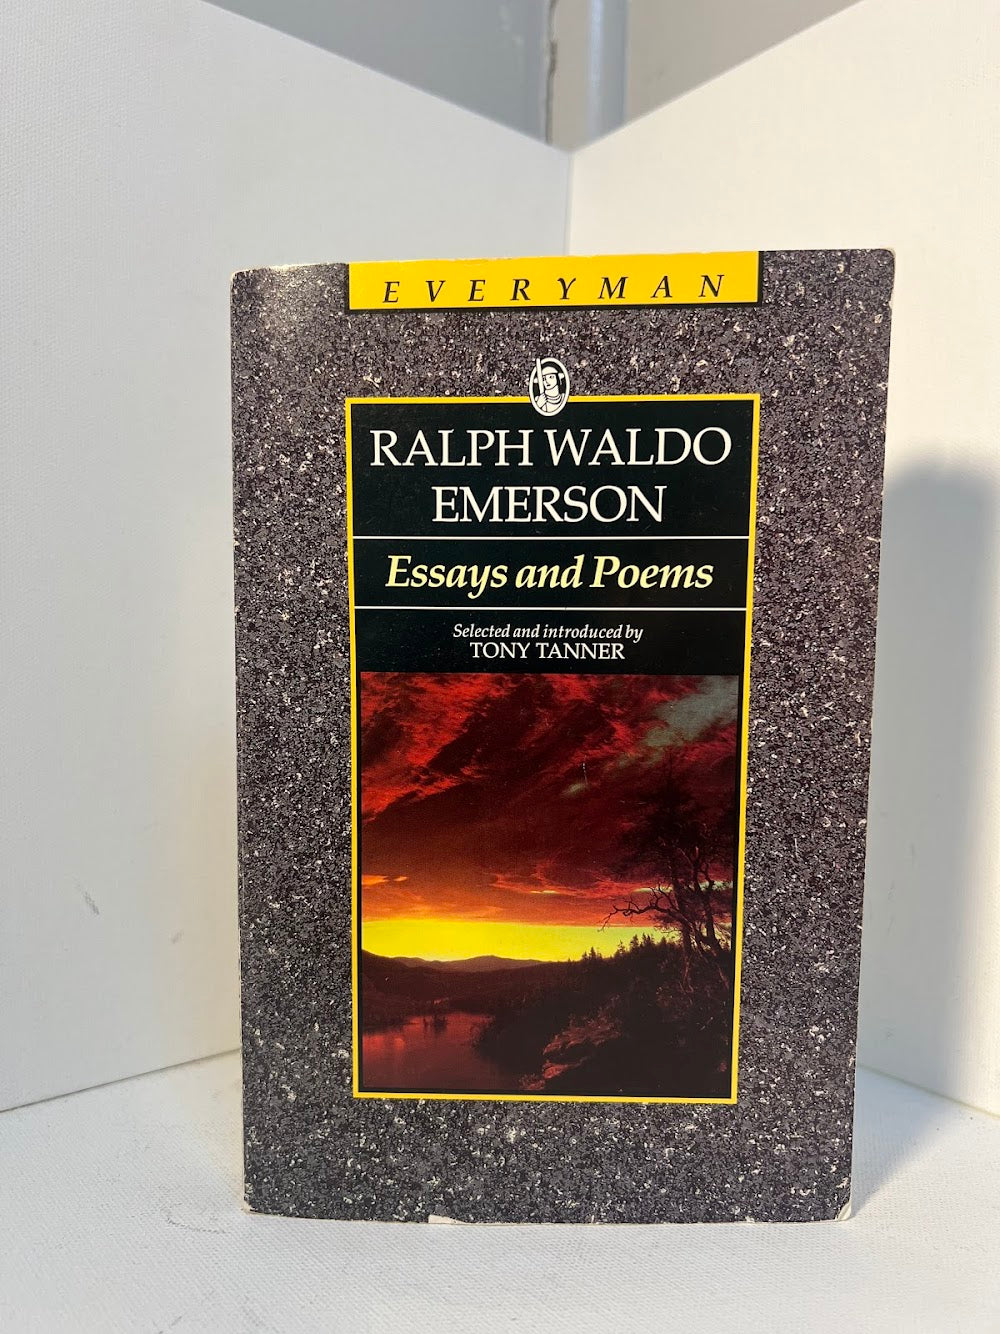 EVERYMAN
RALPH WALDO
EMERSON
Essays and Poems
Selected and introduced by
TONY TANNER